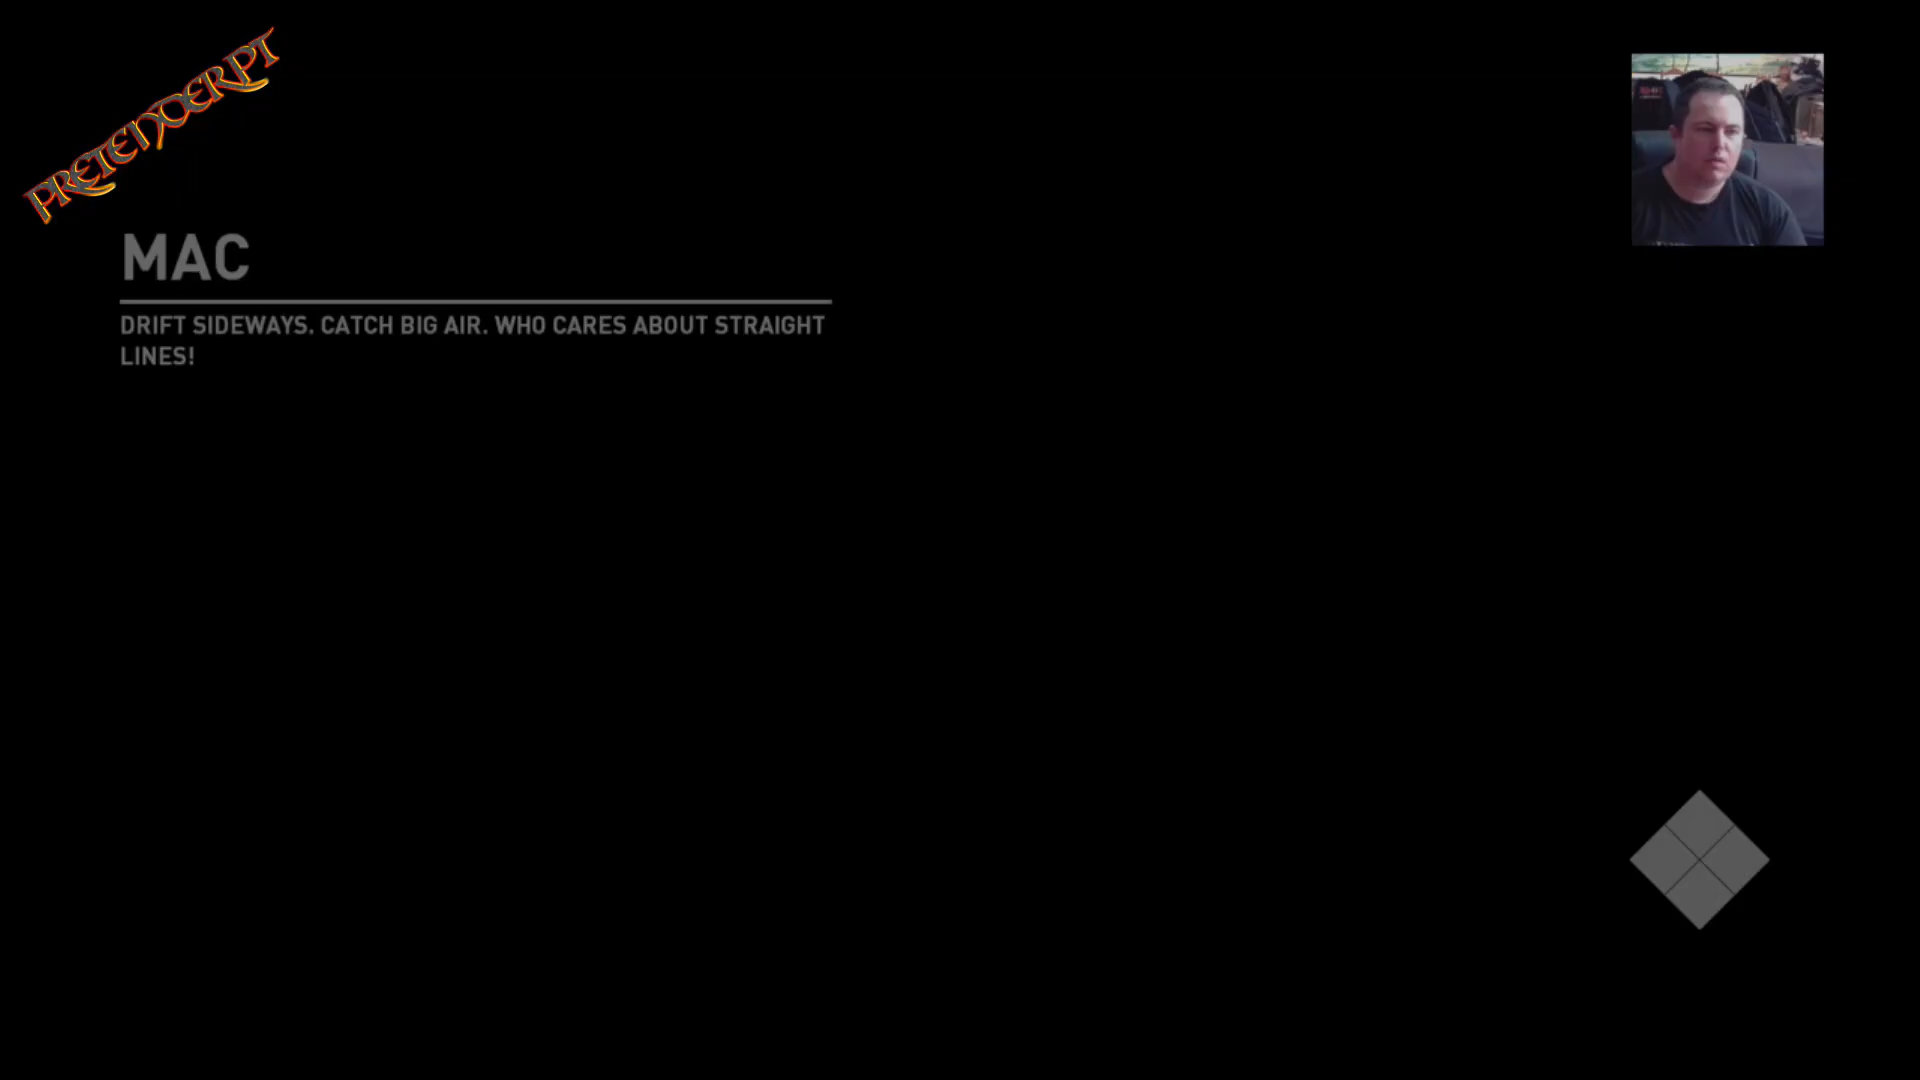 PRETENDERPT
MAC
DRIFT SIDEWAYS. CATCH BIG AIR. WHO CARES ABOUT STRAIGHT
LINES!